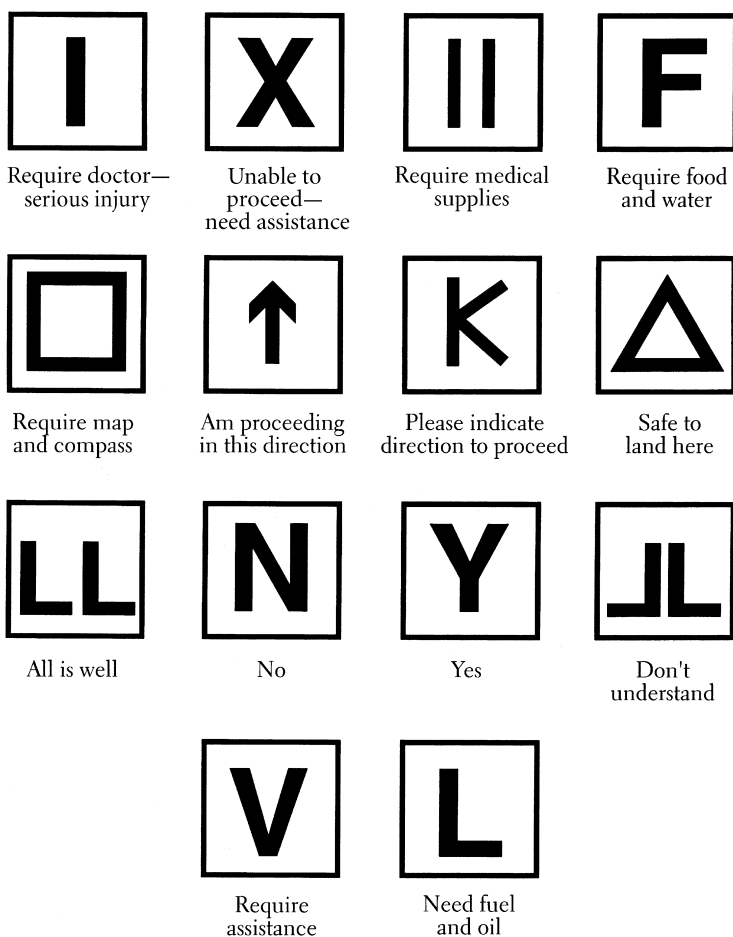 I X || F
Require doctor— Unable to Require medical Require food
serious injury proceed— supplies and water
need assistance
K
Require map Am proceeding Please indicate Safe to
and compass in this direction direction to proceed land here
LL N Y ⅃L
All is well No Yes Don't
understand
V L
Require Need fuel
assistance and oil